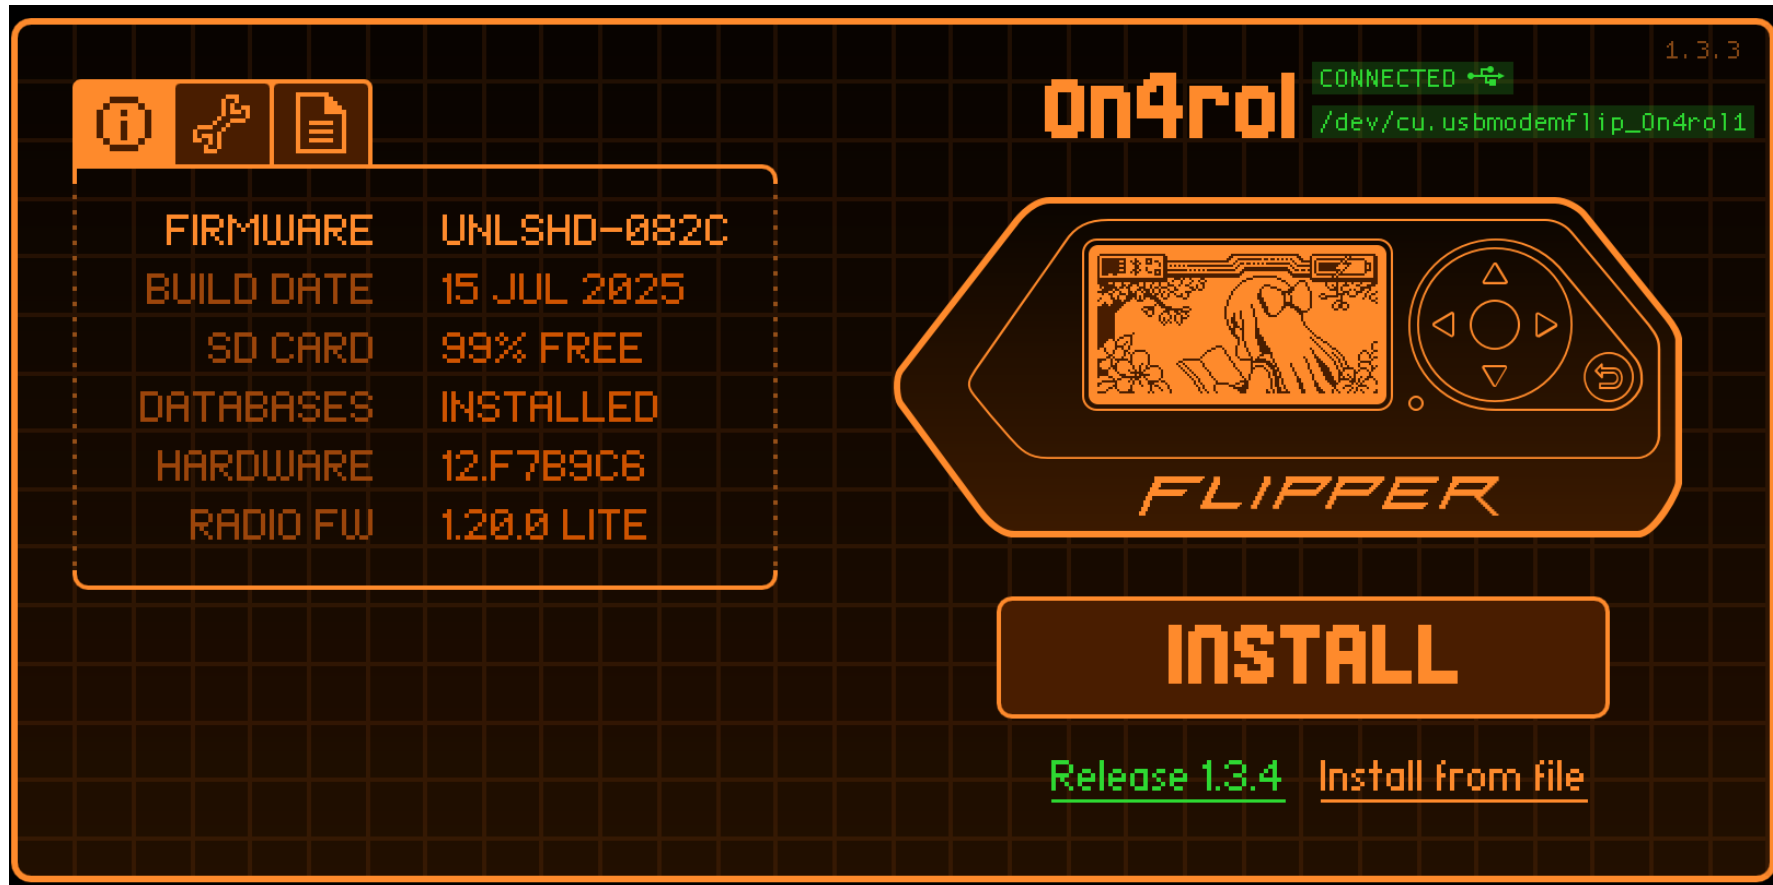 1.3.3
0n4rol
CONNECTED
/dev/cu.usbmodemflip_0n4rol1
FIRMWARE UNLSHD-082C
BUILD DATE 15 JUL 2025
SD CARD 99% FREE
DATABASES INSTALLED
HARDWARE 12.F7B9C6
RADIO FW 1.20.0 LITE
FLIPPER
INSTALL
Release 1.3.4 Install from file